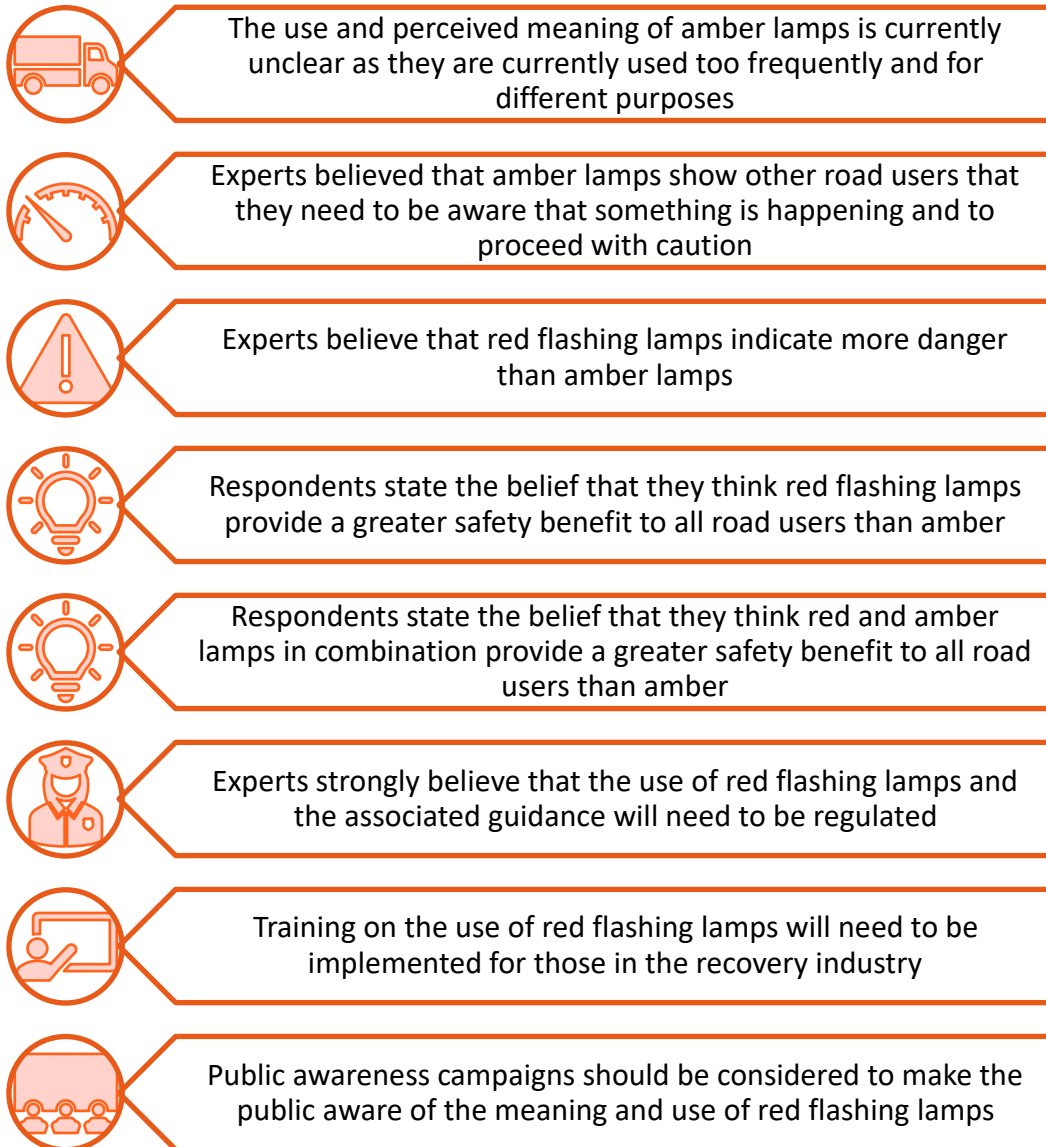 The use and perceived meaning of amber lamps is currently
unclear as they are currently used too frequently and for
different purposes
Experts believed that amber lamps show other road users that
they need to be aware that something is happening and to
proceed with caution
Experts believe that red flashing lamps indicate more danger
than amber lamps
Respondents state the belief that they think red flashing lamps
provide a greater safety benefit to all road users than amber
Respondents state the belief that they think red and amber
lamps in combination provide a greater safety benefit to all road
users than amber
Experts strongly believe that the use of red flashing lamps and
the associated guidance will need to be regulated
Training on the use of red flashing lamps will need to be
implemented for those in the recovery industry
Public awareness campaigns should be considered to make the
public aware of the meaning and use of red flashing lamps